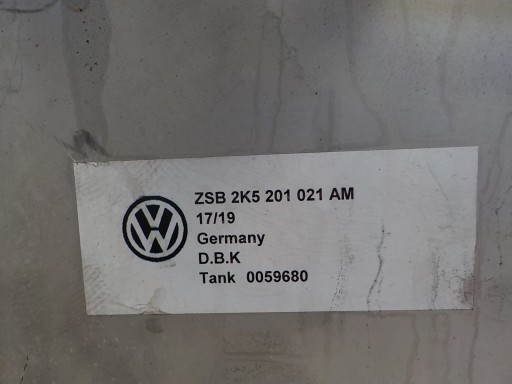 ZSB 2K5 201 021 AM
17/19
Germany
D.B.K
Tank 0059680